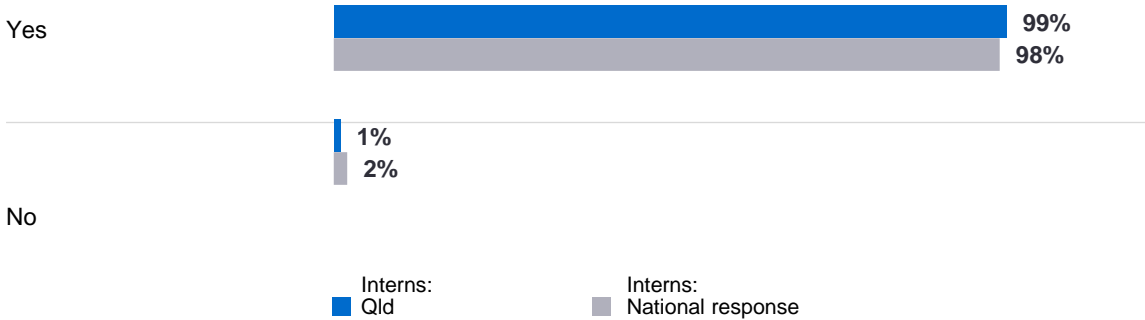 Yes
99%
98%
1%
2%
No
Interns:
Qld
Interns:
National response